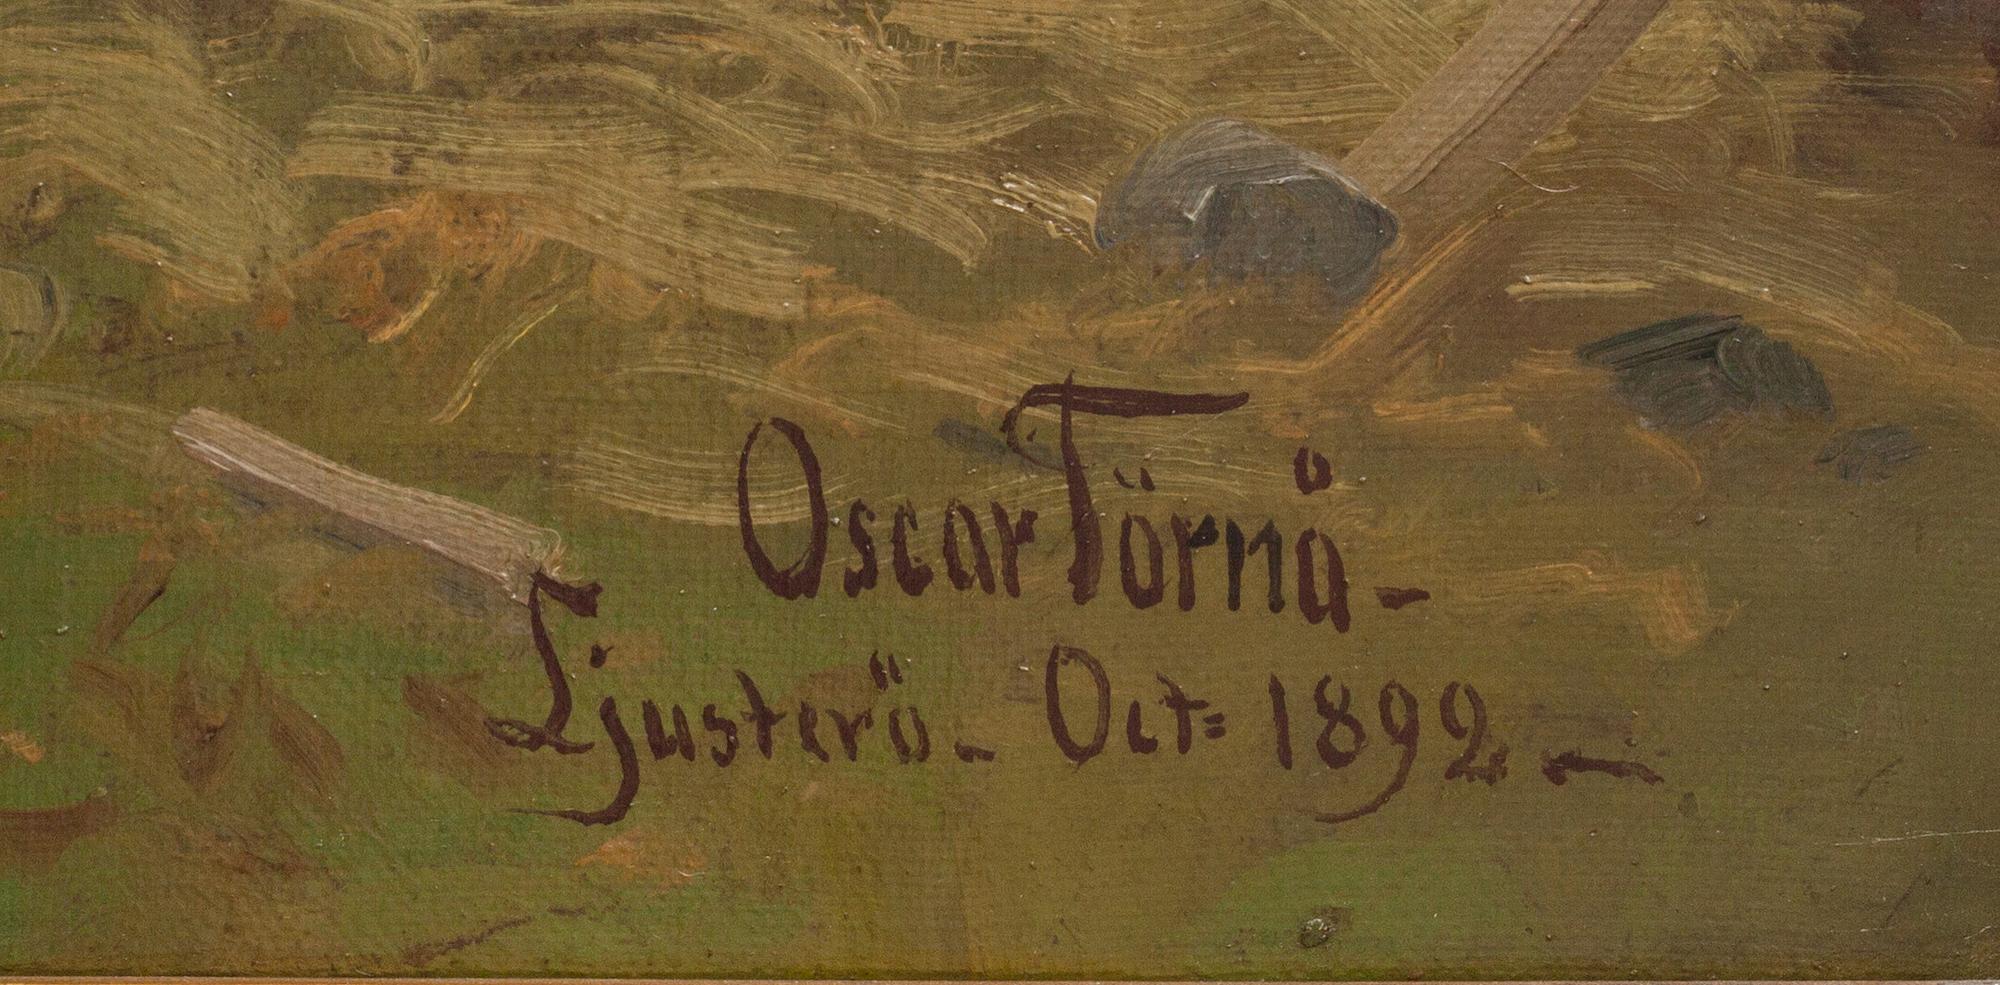 Oscar Törnå-
Ljusterö- Oct= 1892.-